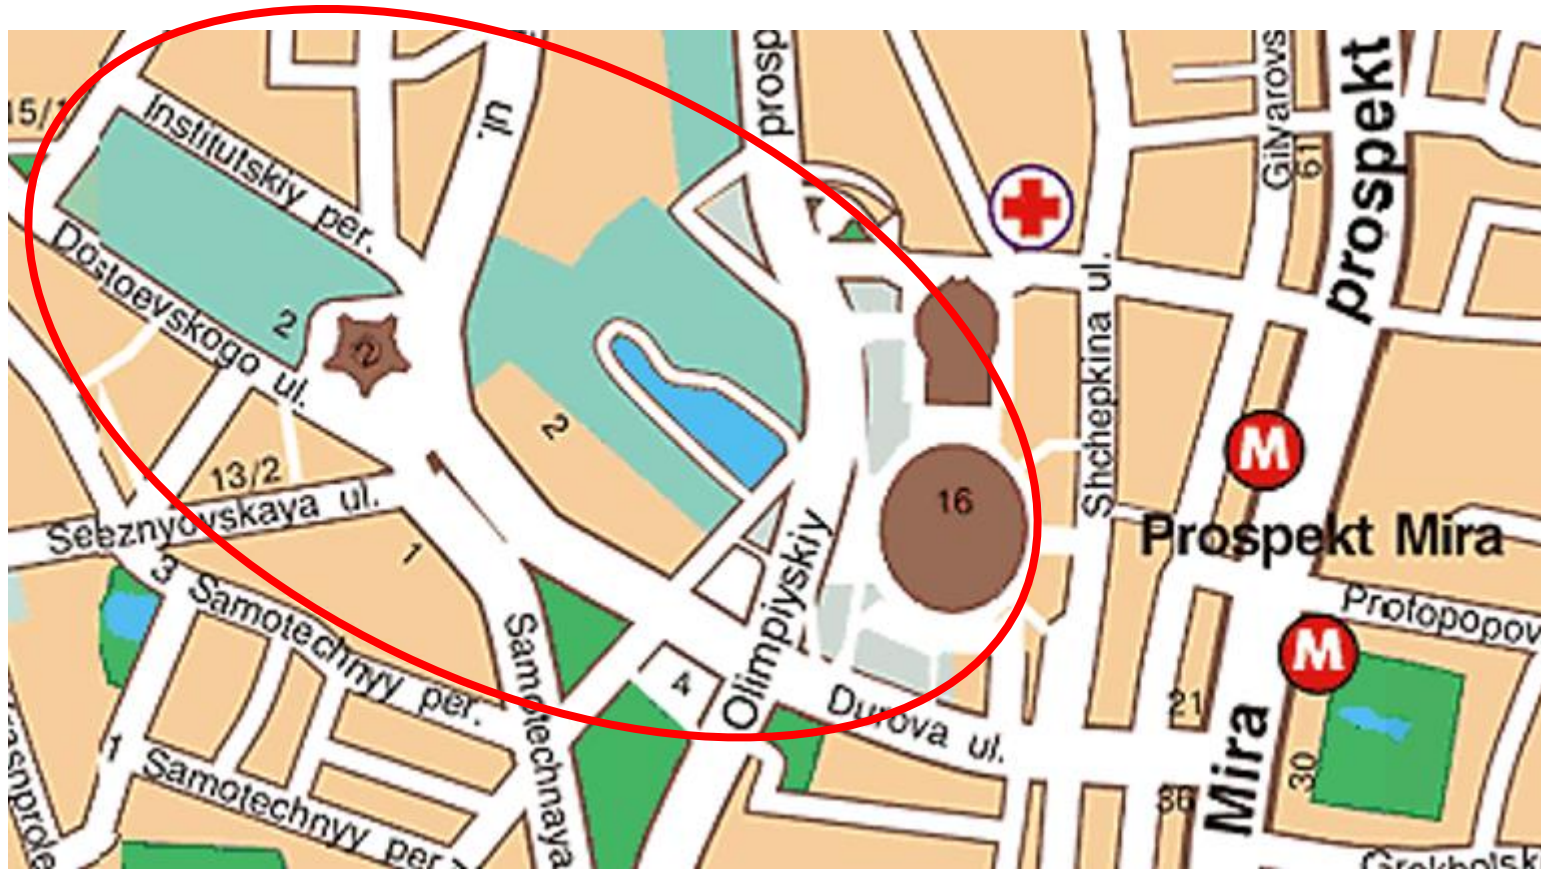 prosp
Gilyarovs
prospekt
15/1
Institutskiy per.
ul.
61
Dostoevskogo ul.
2
2
2
Shchepkina ul.
M
13/2
16
Seleznyovskaya ul.
1
Prospekt Mira
3 Samotechnyy per.
Olimpiyskiy
Protopopov
M
4
Samotechnaya
Durova ul.
21
1 Samotechnyy per.
Mira
30
36
asnprole
Grokholsk